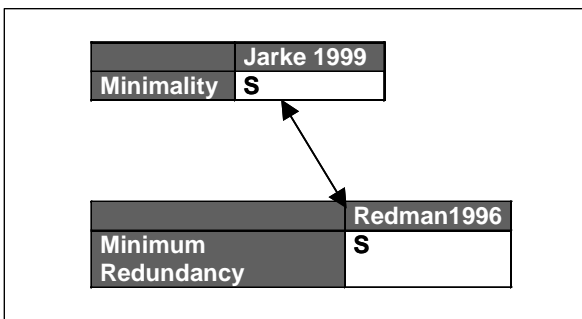 Jarke 1999
Minimality S
Redman1996
Minimum S
Redundancy